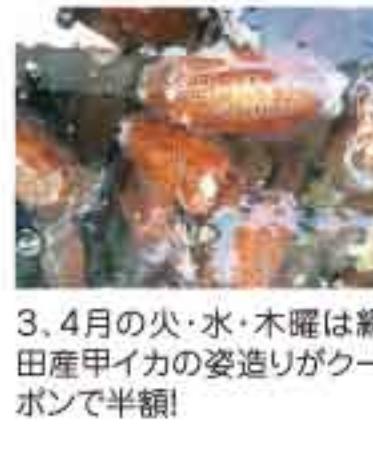 3、4月の火・水・木曜は
田産甲イカの姿造りがクー
ポンで半額!